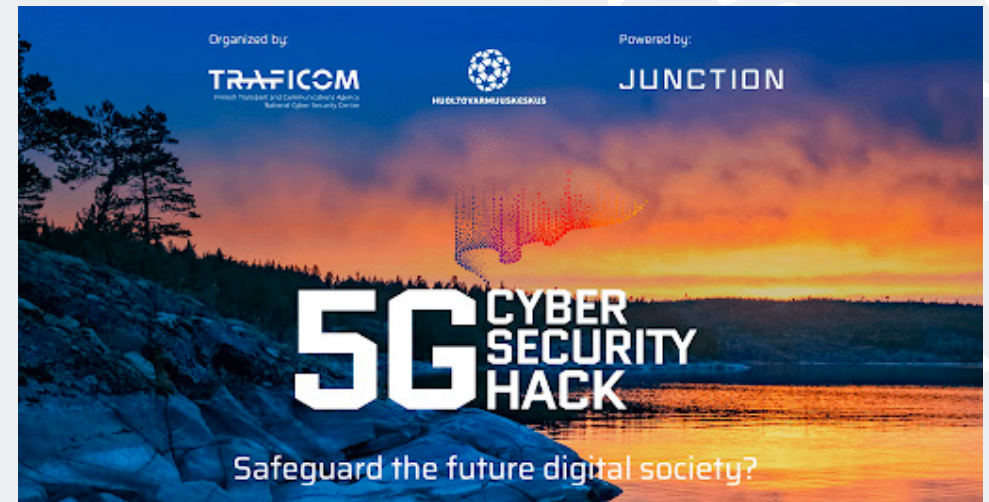 Organized by:
Powered by:
TRAFICOM
Finnish Transport and Communications Agency
National Cyber Security Centre
HUOLTOVARMUUSKESKUS
JUNCTION
5G CYBER
SECURITY
HACK
Safeguard the future digital society?